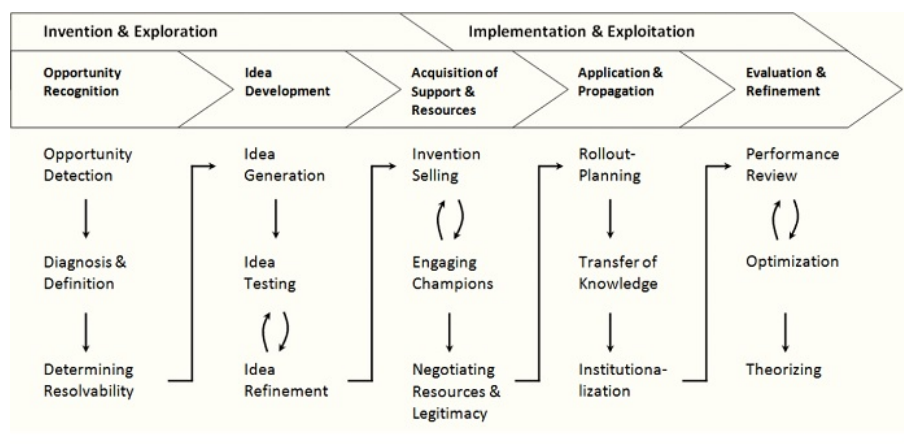 Invention & Exploration
Implementation & Exploitation
Opportunity
Recognition
Idea
Development
Acquisition of
Support &
Resources
Application &
Propagation
Evaluation &
Refinement
Opportunity
Detection
Diagnosis &
Definition
Determining
Resolvability
Idea
Generation
Idea
Testing
Idea
Refinement
Invention
Selling
Engaging
Champions
Negotiating
Resources &
Legitimacy
Rollout-
Planning
Transfer of
Knowledge
Institutiona-
lization
Performance
Review
Optimization
Theorizing